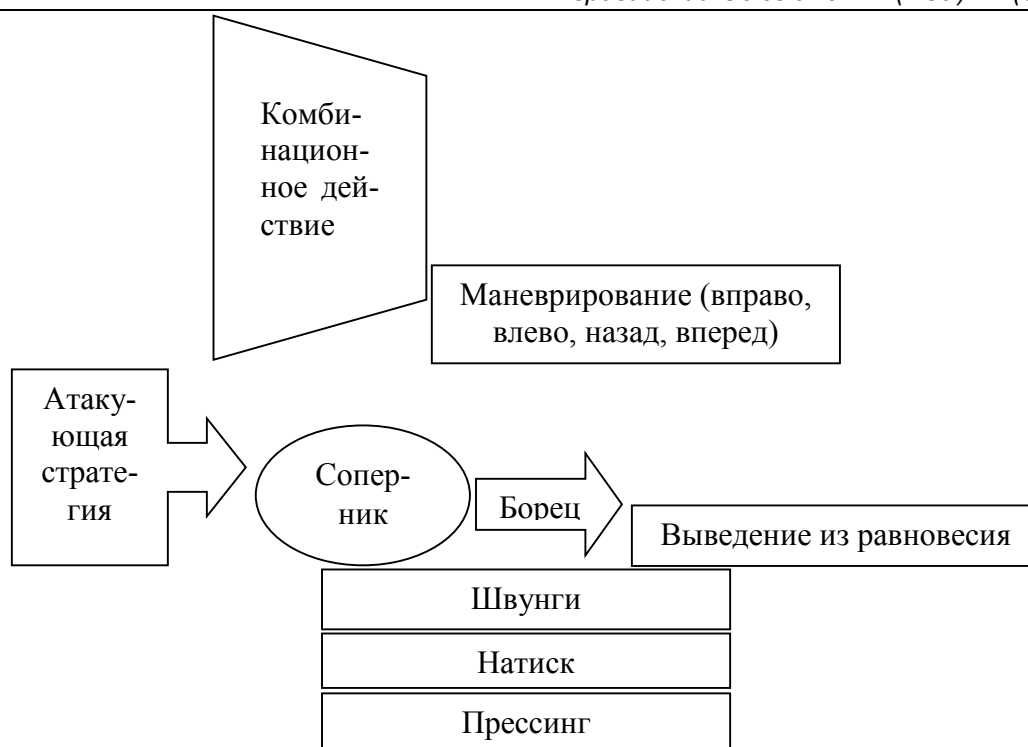 Комби-
национ-
ное дей-
ствие
Маневрирование (вправо,
влево, назад, вперед)
Атаку-
ющая
страте-
гия
Сопер-
ник
Борец
Выведение из равновесия
Швунги
Натиск
Прессинг